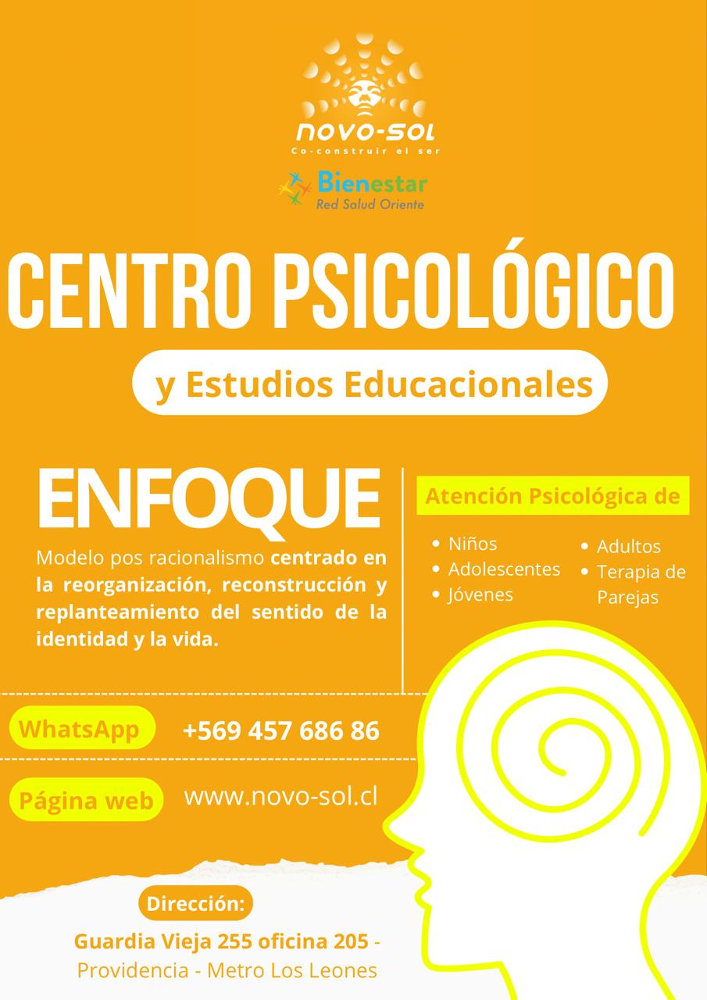 NOVO-SOL
Co-construir el ser
Bienestar
Red Salud Oriente
CENTRO PSICOLÓGICO
y Estudios Educacionales
ENFOQUE
Modelo pos racionalismo centrado en
la reorganización, reconstrucción y
replanteamiento del sentido de la
identidad y la vida.
Atención Psicológica de
• Niños
• Adolescentes
• Jóvenes
• Adultos
• Terapia de
Parejas
WhatsApp
+569 457 686 86
Página web
www.novo-sol.cl
Dirección:
Guardia Vieja 255 oficina 205 -
Providencia - Metro Los Leones